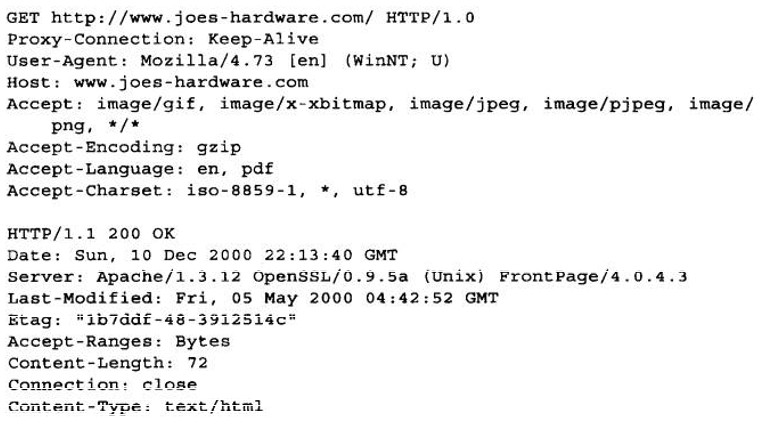 GET http://www.joes-hardware.com/ HTTP/1.0
Proxy-Connection: Keep-Alive
User-Agent: Mozilla/4.73 [en] (WinNT; U)
Host: www.joes-hardware.com
Accept: image/gif, image/x-xbitmap, image/jpeg, image/pjpeg, image/
png, */*
Accept-Encoding: gzip
Accept-Language: en, pdf
Accept-Charset: iso-8859-1, *, utf-8
HTTP/1.1 200 OK
Date: Sun, 10 Dec 2000 22:13:40 GMT
Server: Apache/1.3.12 OpenSSL/0.9.5a (Unix) FrontPage/4.0.4.3
Last-Modified: Fri, 05 May 2000 04:42:52 GMT
Etag: "1b7ddf-48-3912514c"
Accept-Ranges: Bytes
Content-Length: 72
Connection: close
Content-Type: text/html